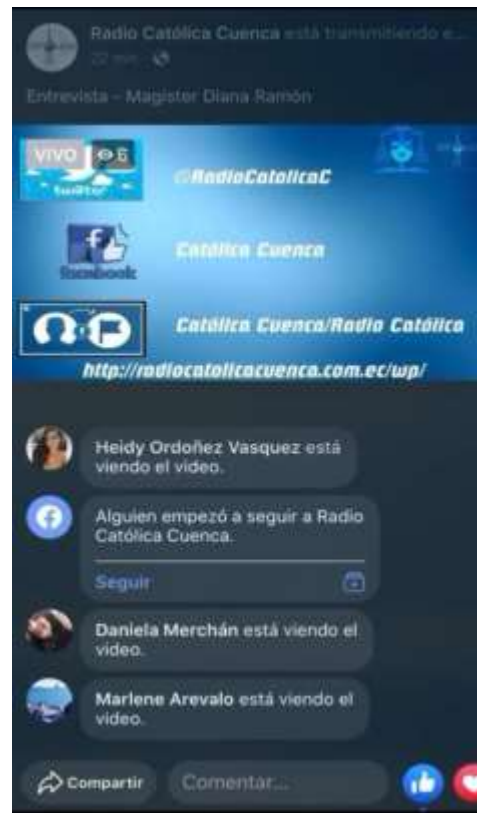 Radio Católica Cuenca está transmitiendo e...
22 min
Entrevista - Magister Diana Ramón
VIVO 6
twitter
@RadioCatolicaC
facebook
Católica Cuenca
Católica Cuenca/Radio Católica
http://radiocatolicacuenca.com.ec/wp/
Heidy Ordoñez Vasquez está
viendo el video.
Alguien empezó a seguir a Radio
Católica Cuenca.
Seguir
Daniela Merchán está viendo el
video.
Marlene Arevalo está viendo el
video.
Compartir
Comentar...